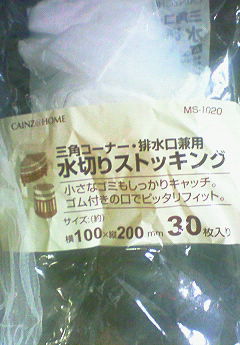 CAINZ HOME
MS-1020
三角コーナー・排水口兼用
水切りストッキング
小さなゴミもしっかりキャッチ。
ゴム付きの口でピッタリフィット。
サイズ:(約)
横100×縦200mm 30枚入り
三角
水